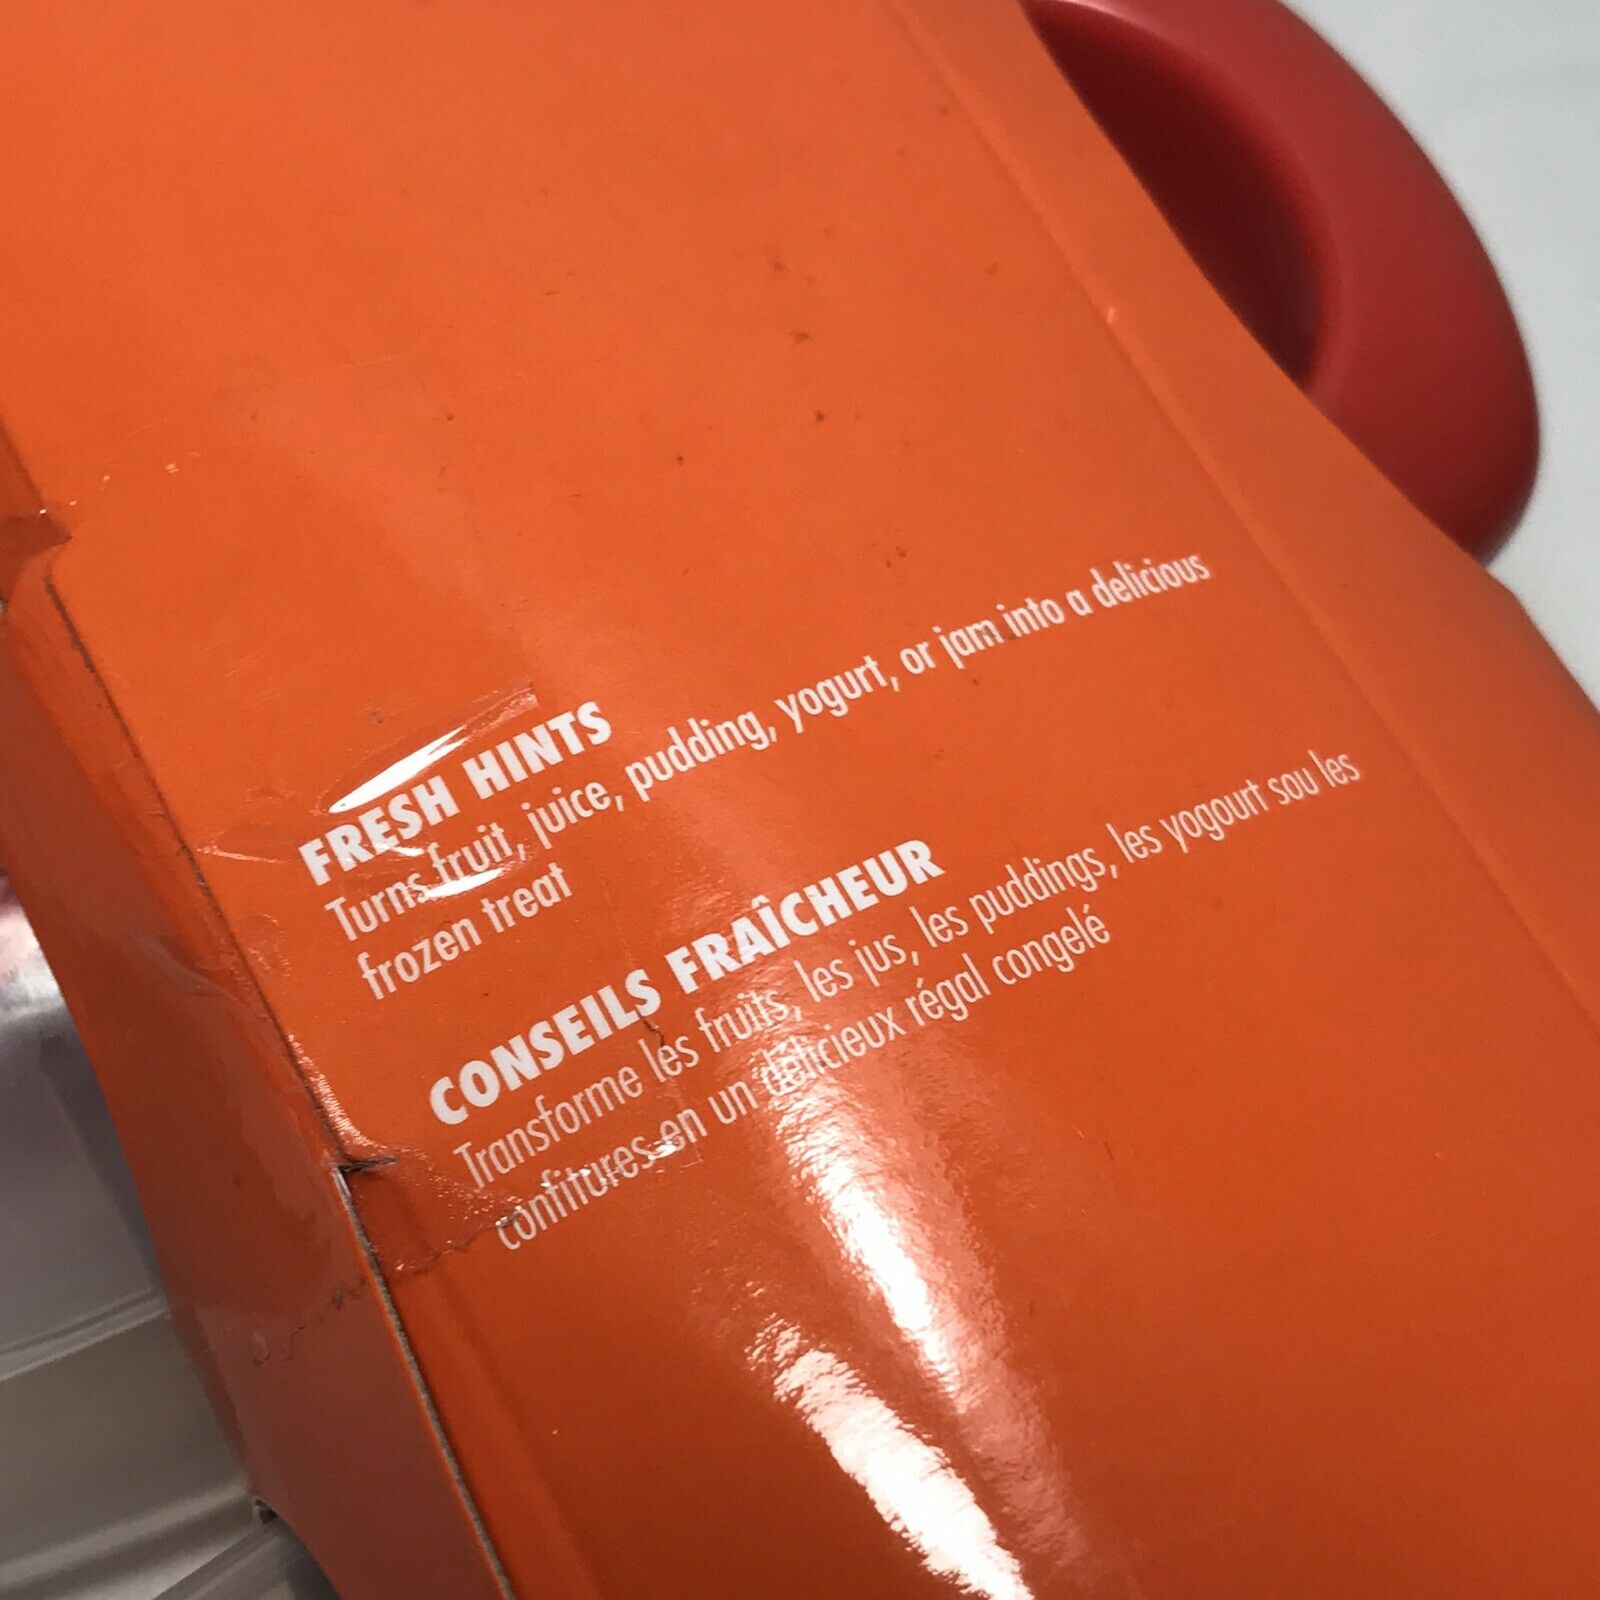 FRESH HINTS
Turns fruit, juice, pudding, yogurt, or jam into a delicious
frozen treat
CONSEILS FRAÎCHEUR
Transforme les fruits, les jus, les puddings, les yogourt sou les
confitures en un délicieux régal congelé